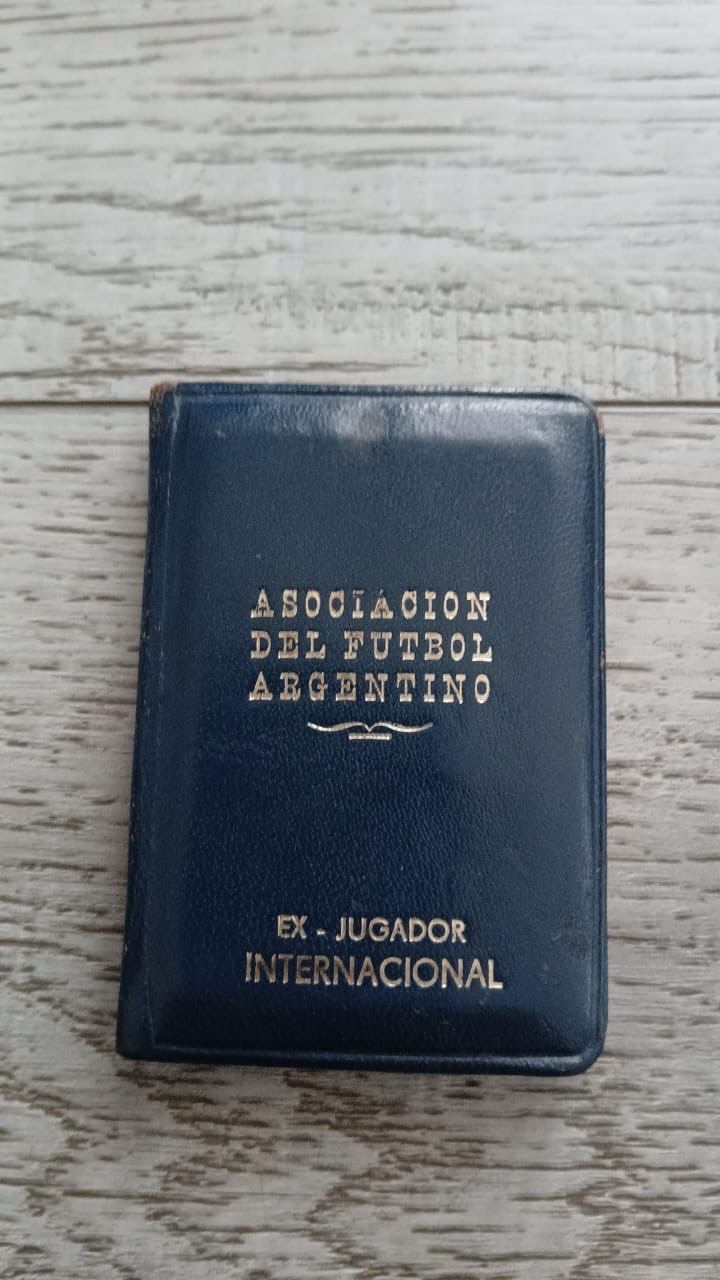 ASOCIACION
DEL FUTBOL
ARGENTINO
EX - JUGADOR
INTERNACIONAL